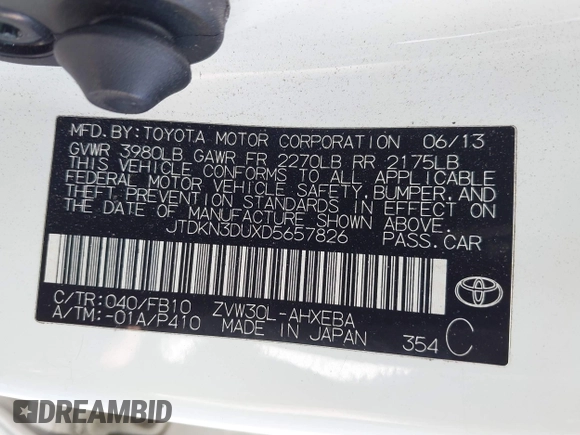 MFD. BY: TOYOTA MOTOR CORPORATION 06/13
GVWR 3980LB GAWR FR 2270LB RR 2175LB
THIS VEHICLE CONFORMS TO ALL APPLICABLE
FEDERAL MOTOR VEHICLE SAFETY, BUMPER, AND
THEFT PREVENTION STANDARDS IN EFFECT ON
THE DATE OF MANUFACTURE SHOWN ABOVE.
JTDKN3DUXD5657826 PASS. CAR
C/TR: 040/FB10 ZVW30L-AHXEBA
A/TM: -01A/P410 MADE IN JAPAN 354 C
DREAMBID